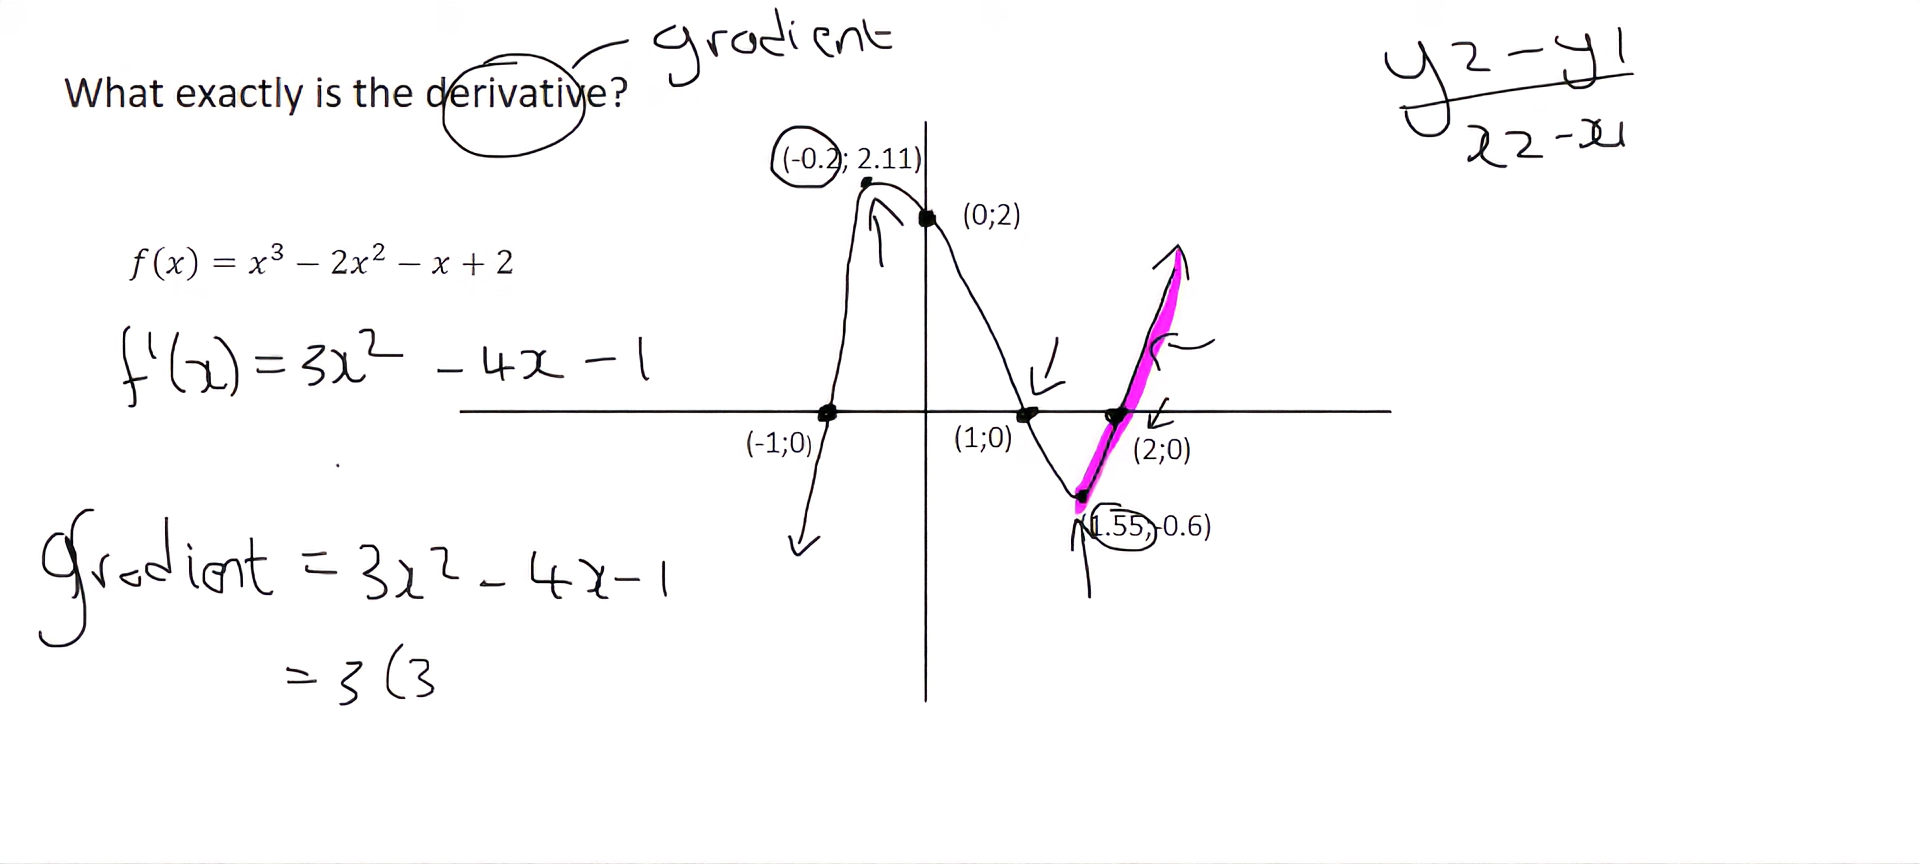 gradient
What exactly is the derivative?
y2 - y1
x2 - x1
(-0.2; 2.11)
(0;2)
f(x) = x³ − 2x² − x + 2
f'(x) = 3x² - 4x - 1
(-1;0)
(1;0)
(2;0)
(1.55;-0.6)
gradient = 3x² - 4x - 1
= 3(3